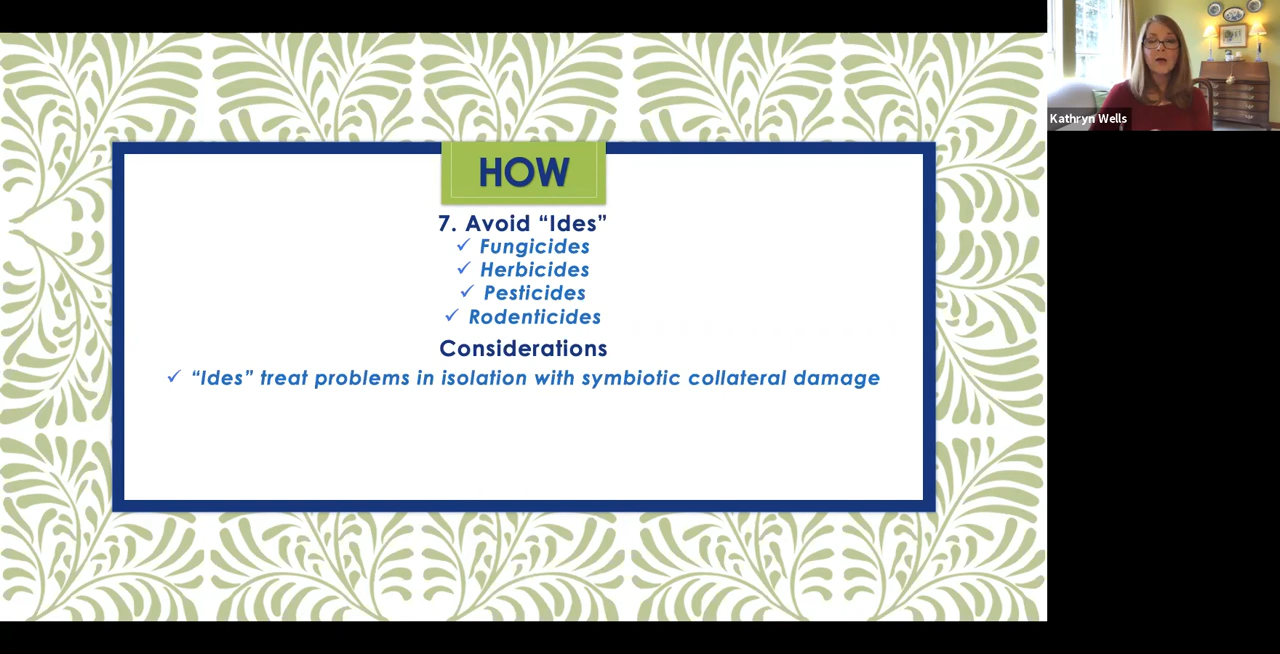 HOW
7. Avoid “Ides”
✓ Fungicides
✓ Herbicides
✓ Pesticides
✓ Rodenticides
Considerations
✓ “Ides” treat problems in isolation with symbiotic collateral damage
Kathryn Wells